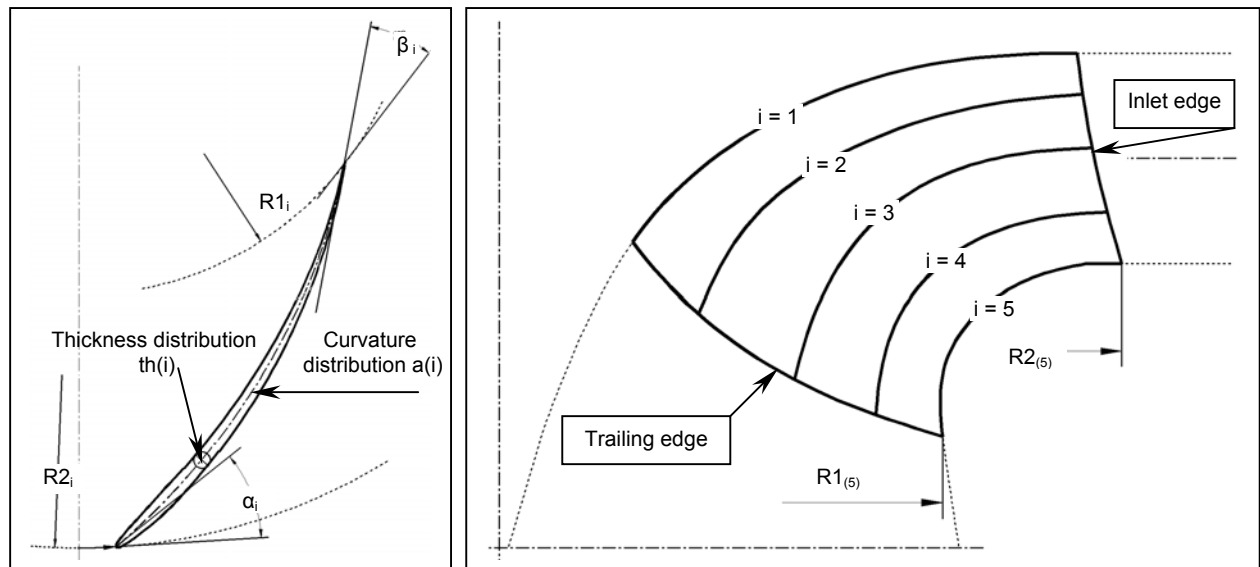 β i
R1i
Thickness distribution
th(i)
Curvature
distribution a(i)
R2i
αi
i = 1
i = 2
i = 3
i = 4
i = 5
Inlet edge
R2(5)
Trailing edge
R1(5)